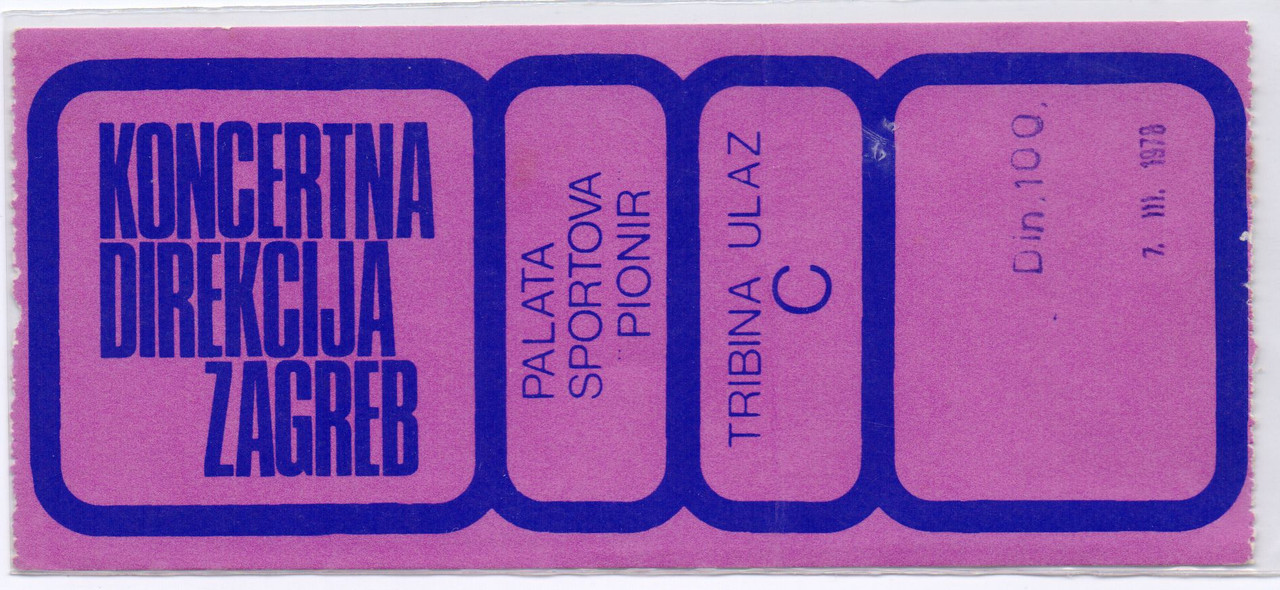 KONCERTNA
DIREKCIJA
ZAGREB
PALATA
SPORTOVA
PIONIR
TRIBINA ULAZ
C
Din.100,
7. III. 1978